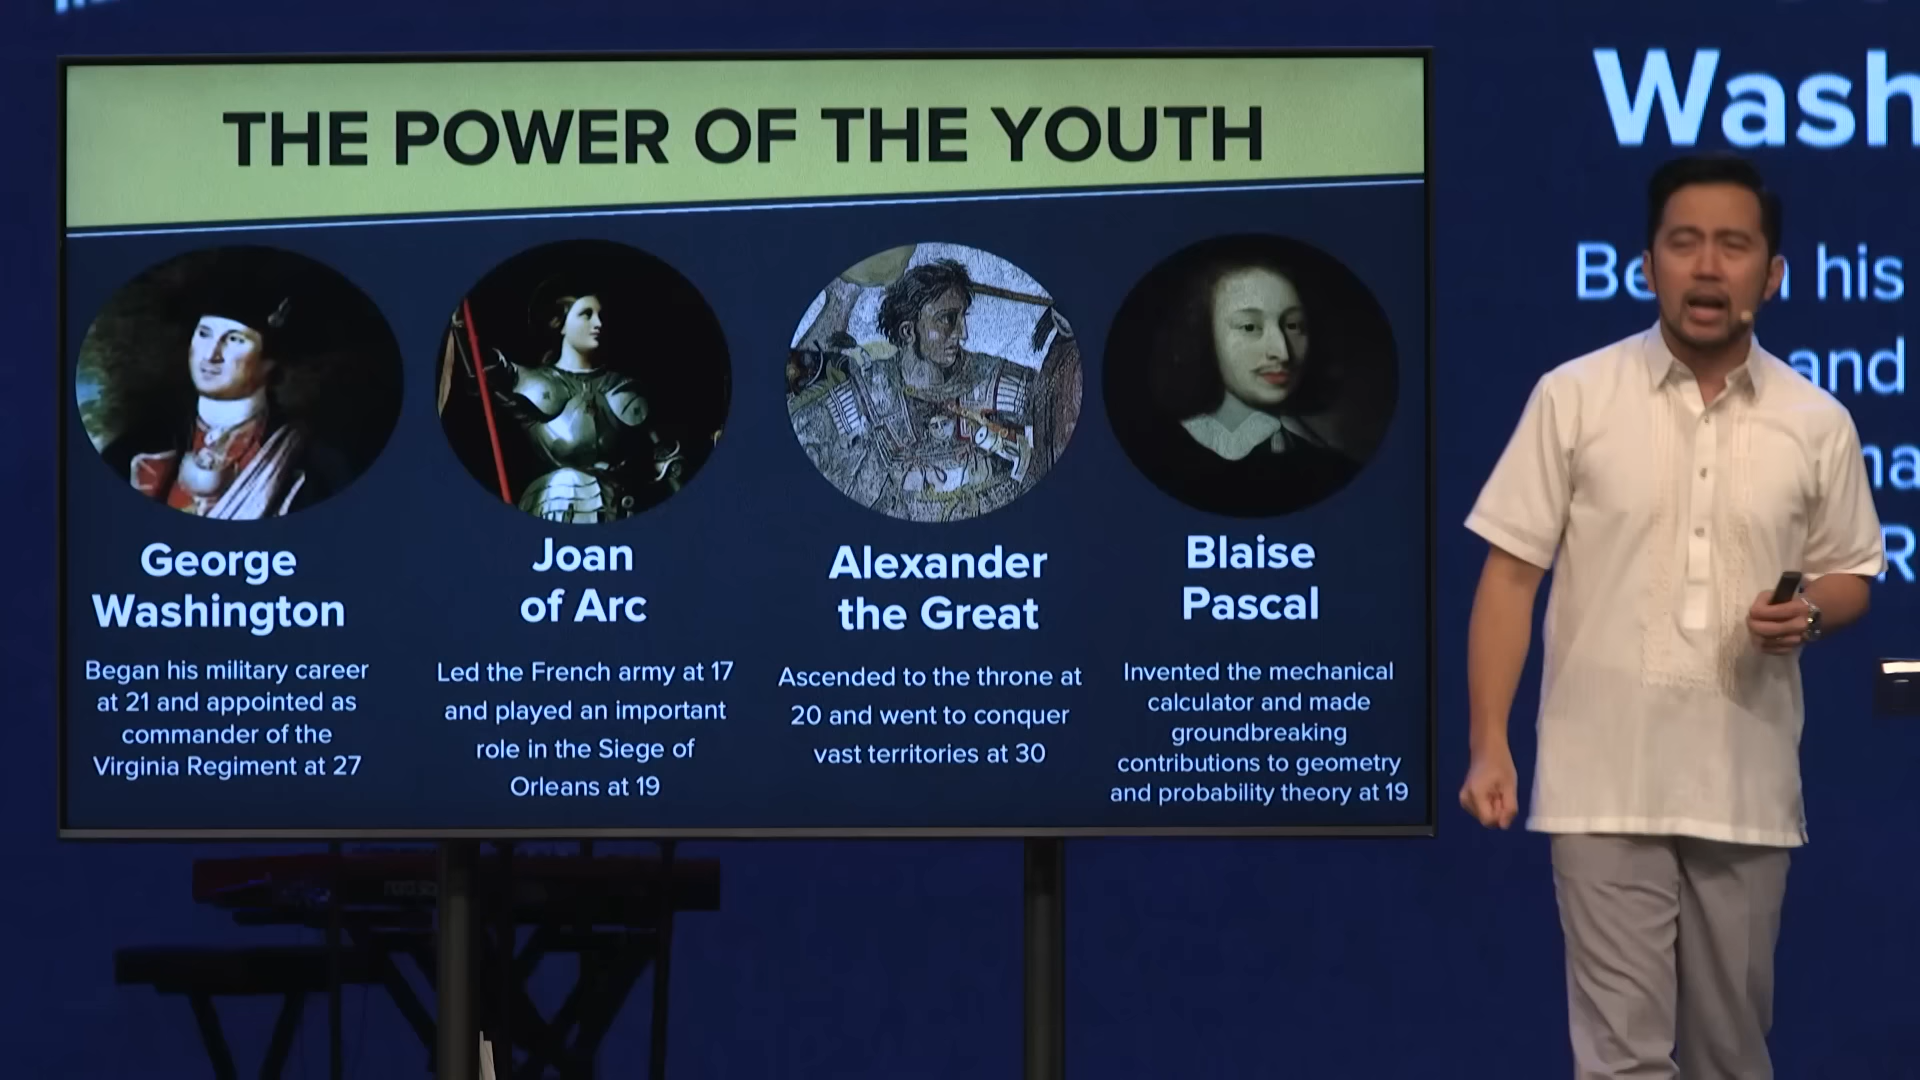 THE POWER OF THE YOUTH
George
Washington
Began his military career
at 21 and appointed as
commander of the
Virginia Regiment at 27
Joan
of Arc
Led the French army at 17
and played an important
role in the Siege of
Orleans at 19
Alexander
the Great
Ascended to the throne at
20 and went to conquer
vast territories at 30
Blaise
Pascal
Invented the mechanical
calculator and made
groundbreaking
contributions to geometry
and probability theory at 19
Wash
his
and